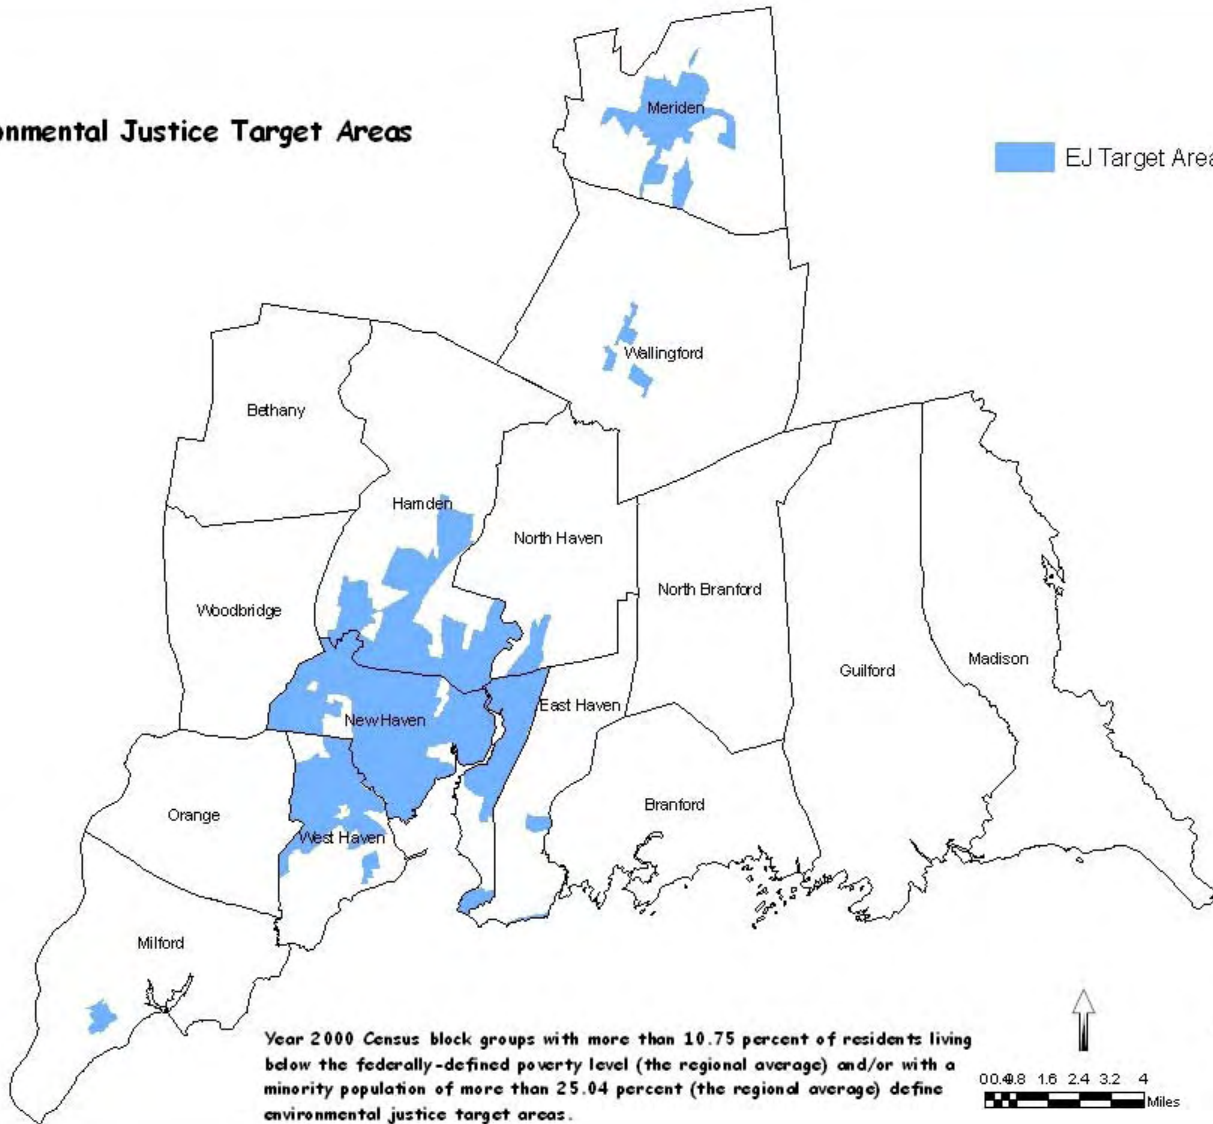 onmental Justice Target Areas
EJ Target Area
Meriden
Wallingford
Bethany
Hamden
North Haven
North Branford
Woodbridge
Guilford
Madison
East Haven
New Haven
Orange
Branford
West Haven
Milford
Year 2000 Census block groups with more than 10.75 percent of residents living
below the federally-defined poverty level (the regional average) and/or with a
minority population of more than 25.04 percent (the regional average) define
environmental justice target areas.
00.40.8 1.6 2.4 3.2 4
Miles